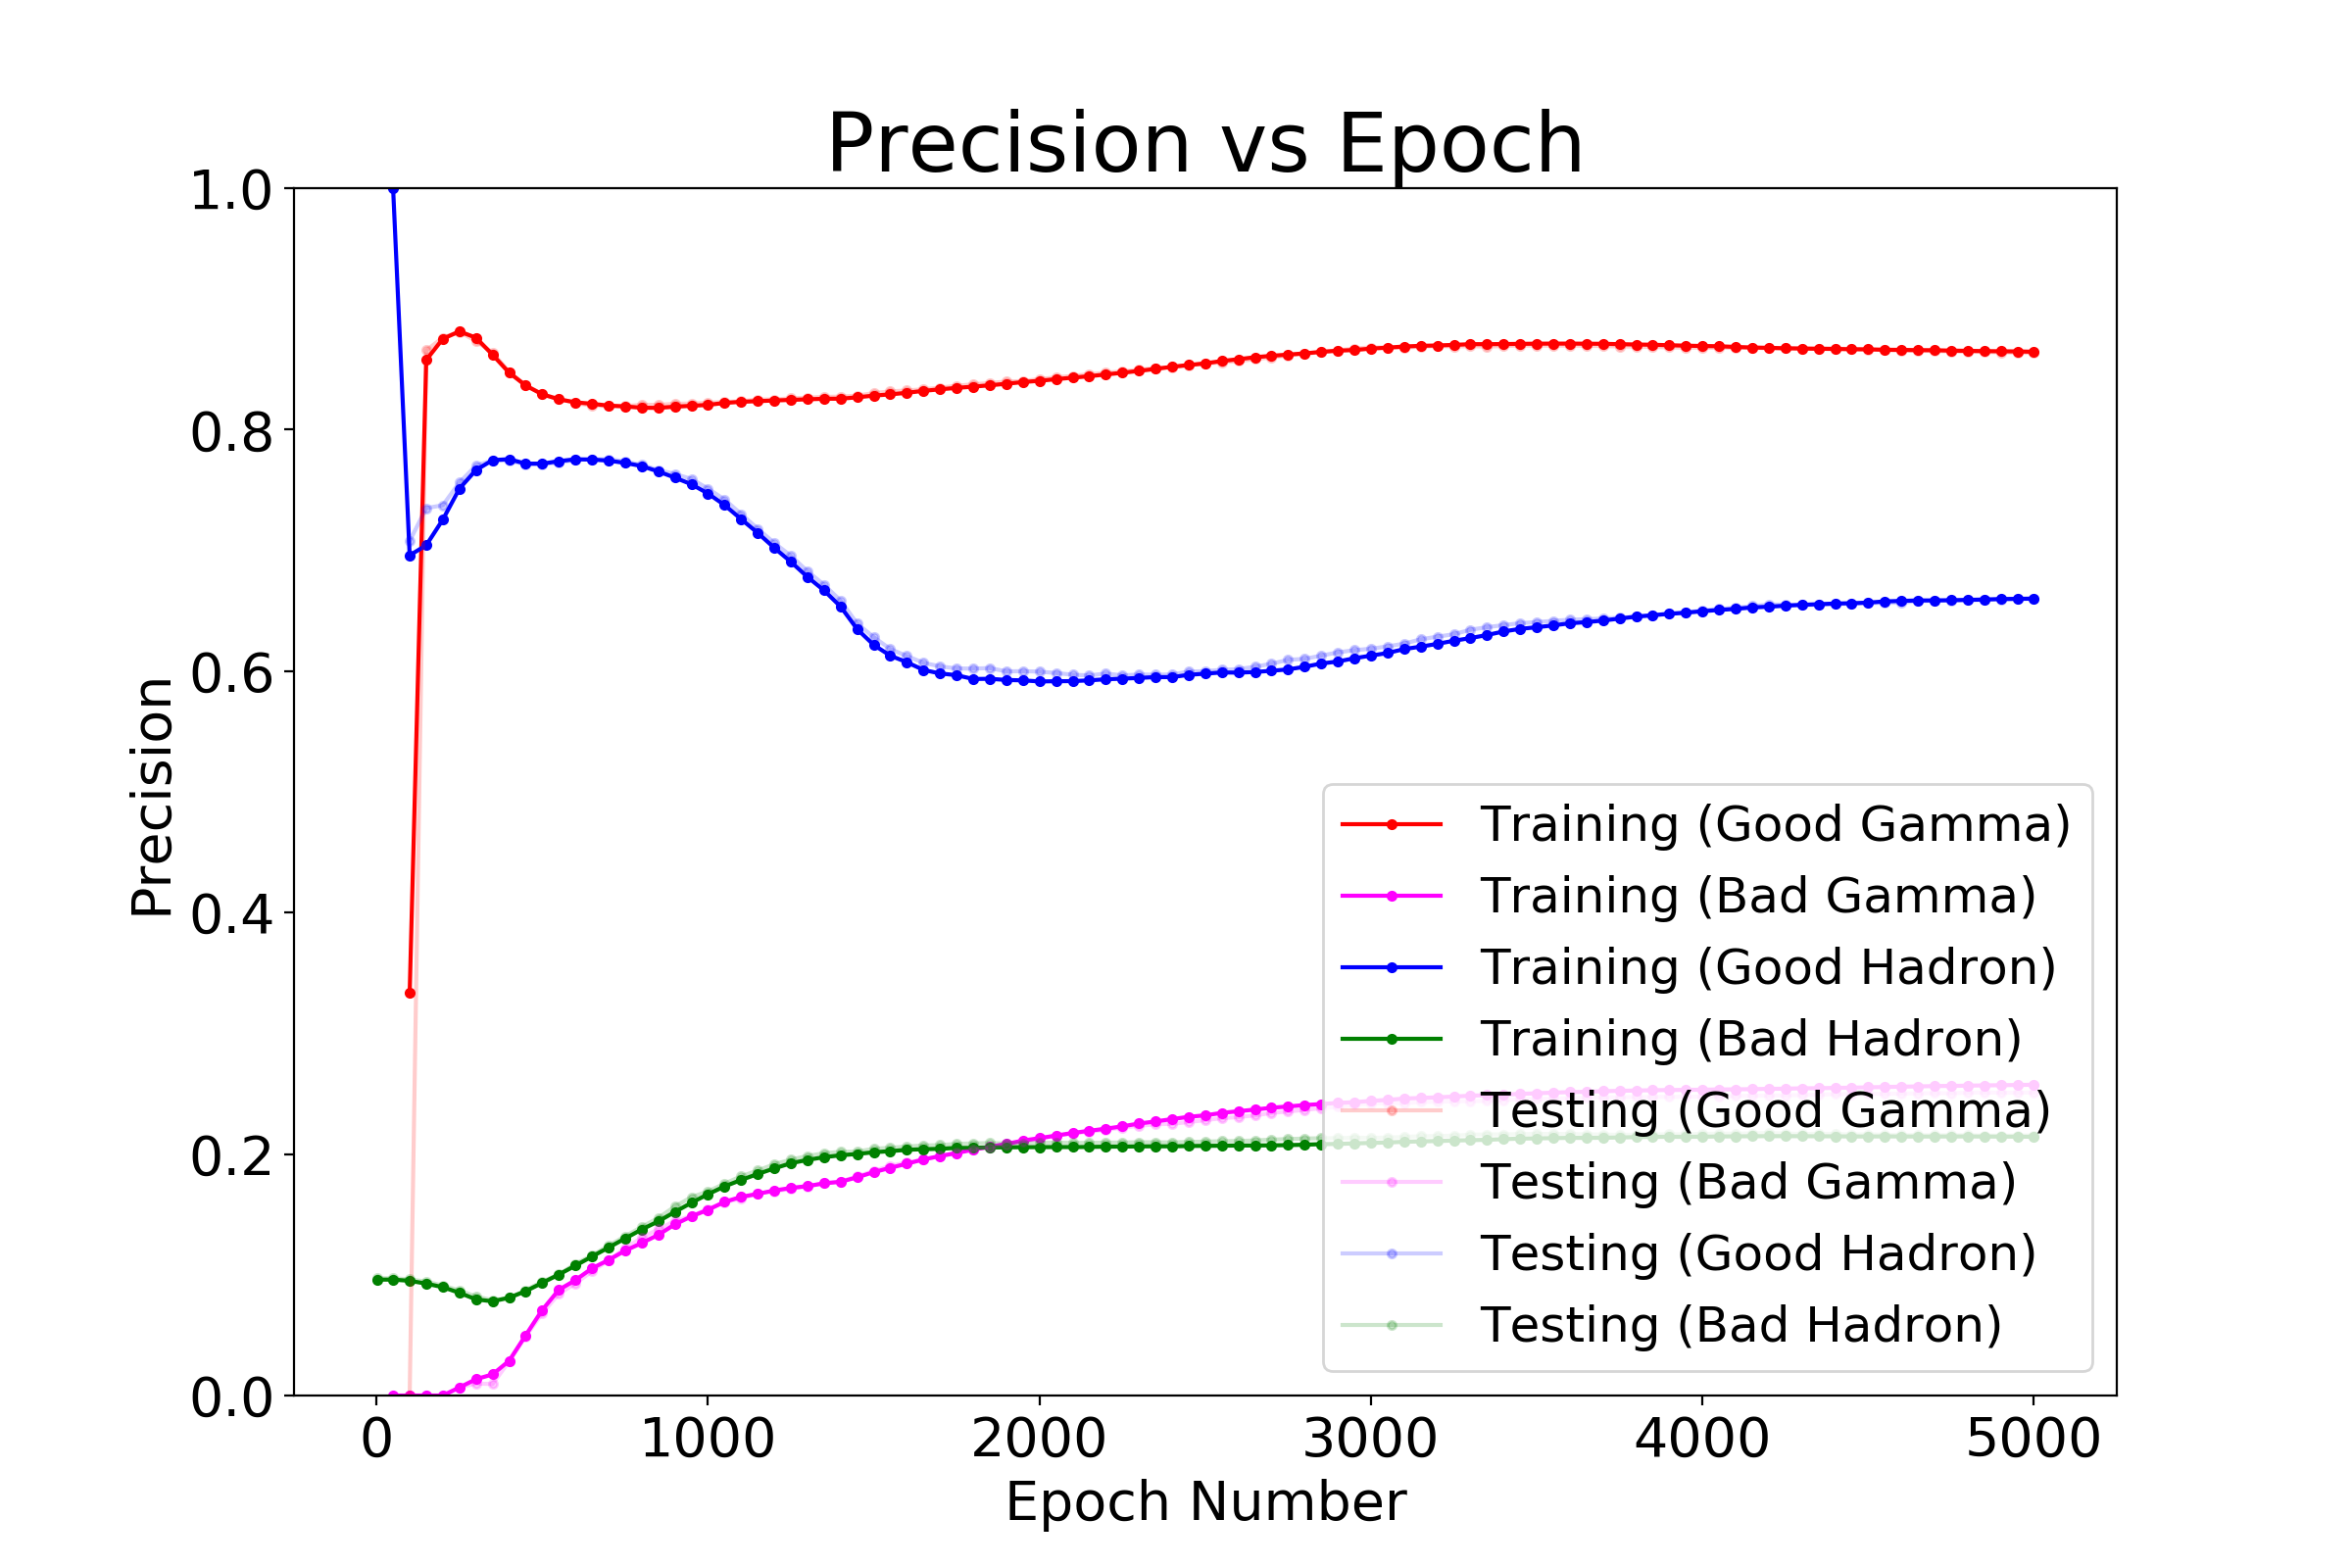 Precision vs Epoch
1.0
0.8
0.6
0.4
0.2
0.0
Precision
0 1000 2000 3000 4000 5000
Epoch Number
Training (Good Gamma)
Training (Bad Gamma)
Training (Good Hadron)
Training (Bad Hadron)
Testing (Good Gamma)
Testing (Bad Gamma)
Testing (Good Hadron)
Testing (Bad Hadron)